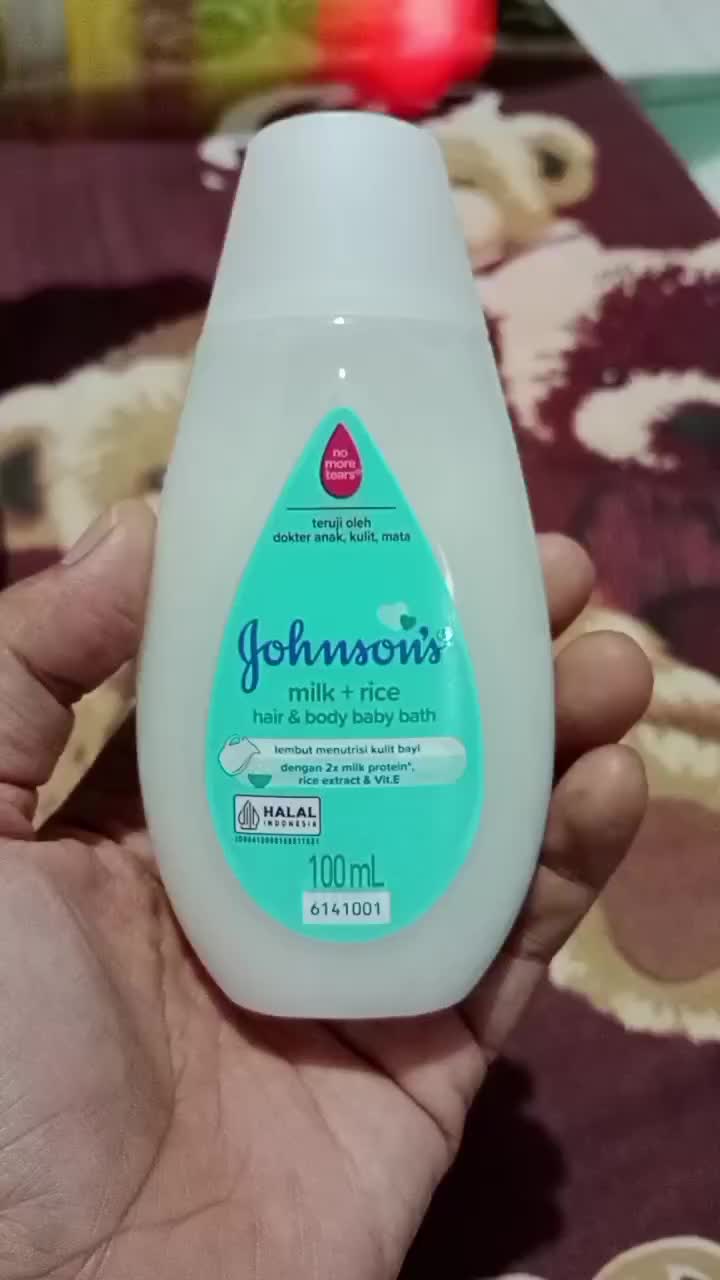 no
more
tears®
teruji oleh
dokter anak, kulit, mata
Johnson's
milk + rice
hair & body baby bath
lembut menutrisi kulit bayi
dengan 2x milk protein*,
rice extract & Vit.E
HALAL
INDONESIA
100mL
6141001